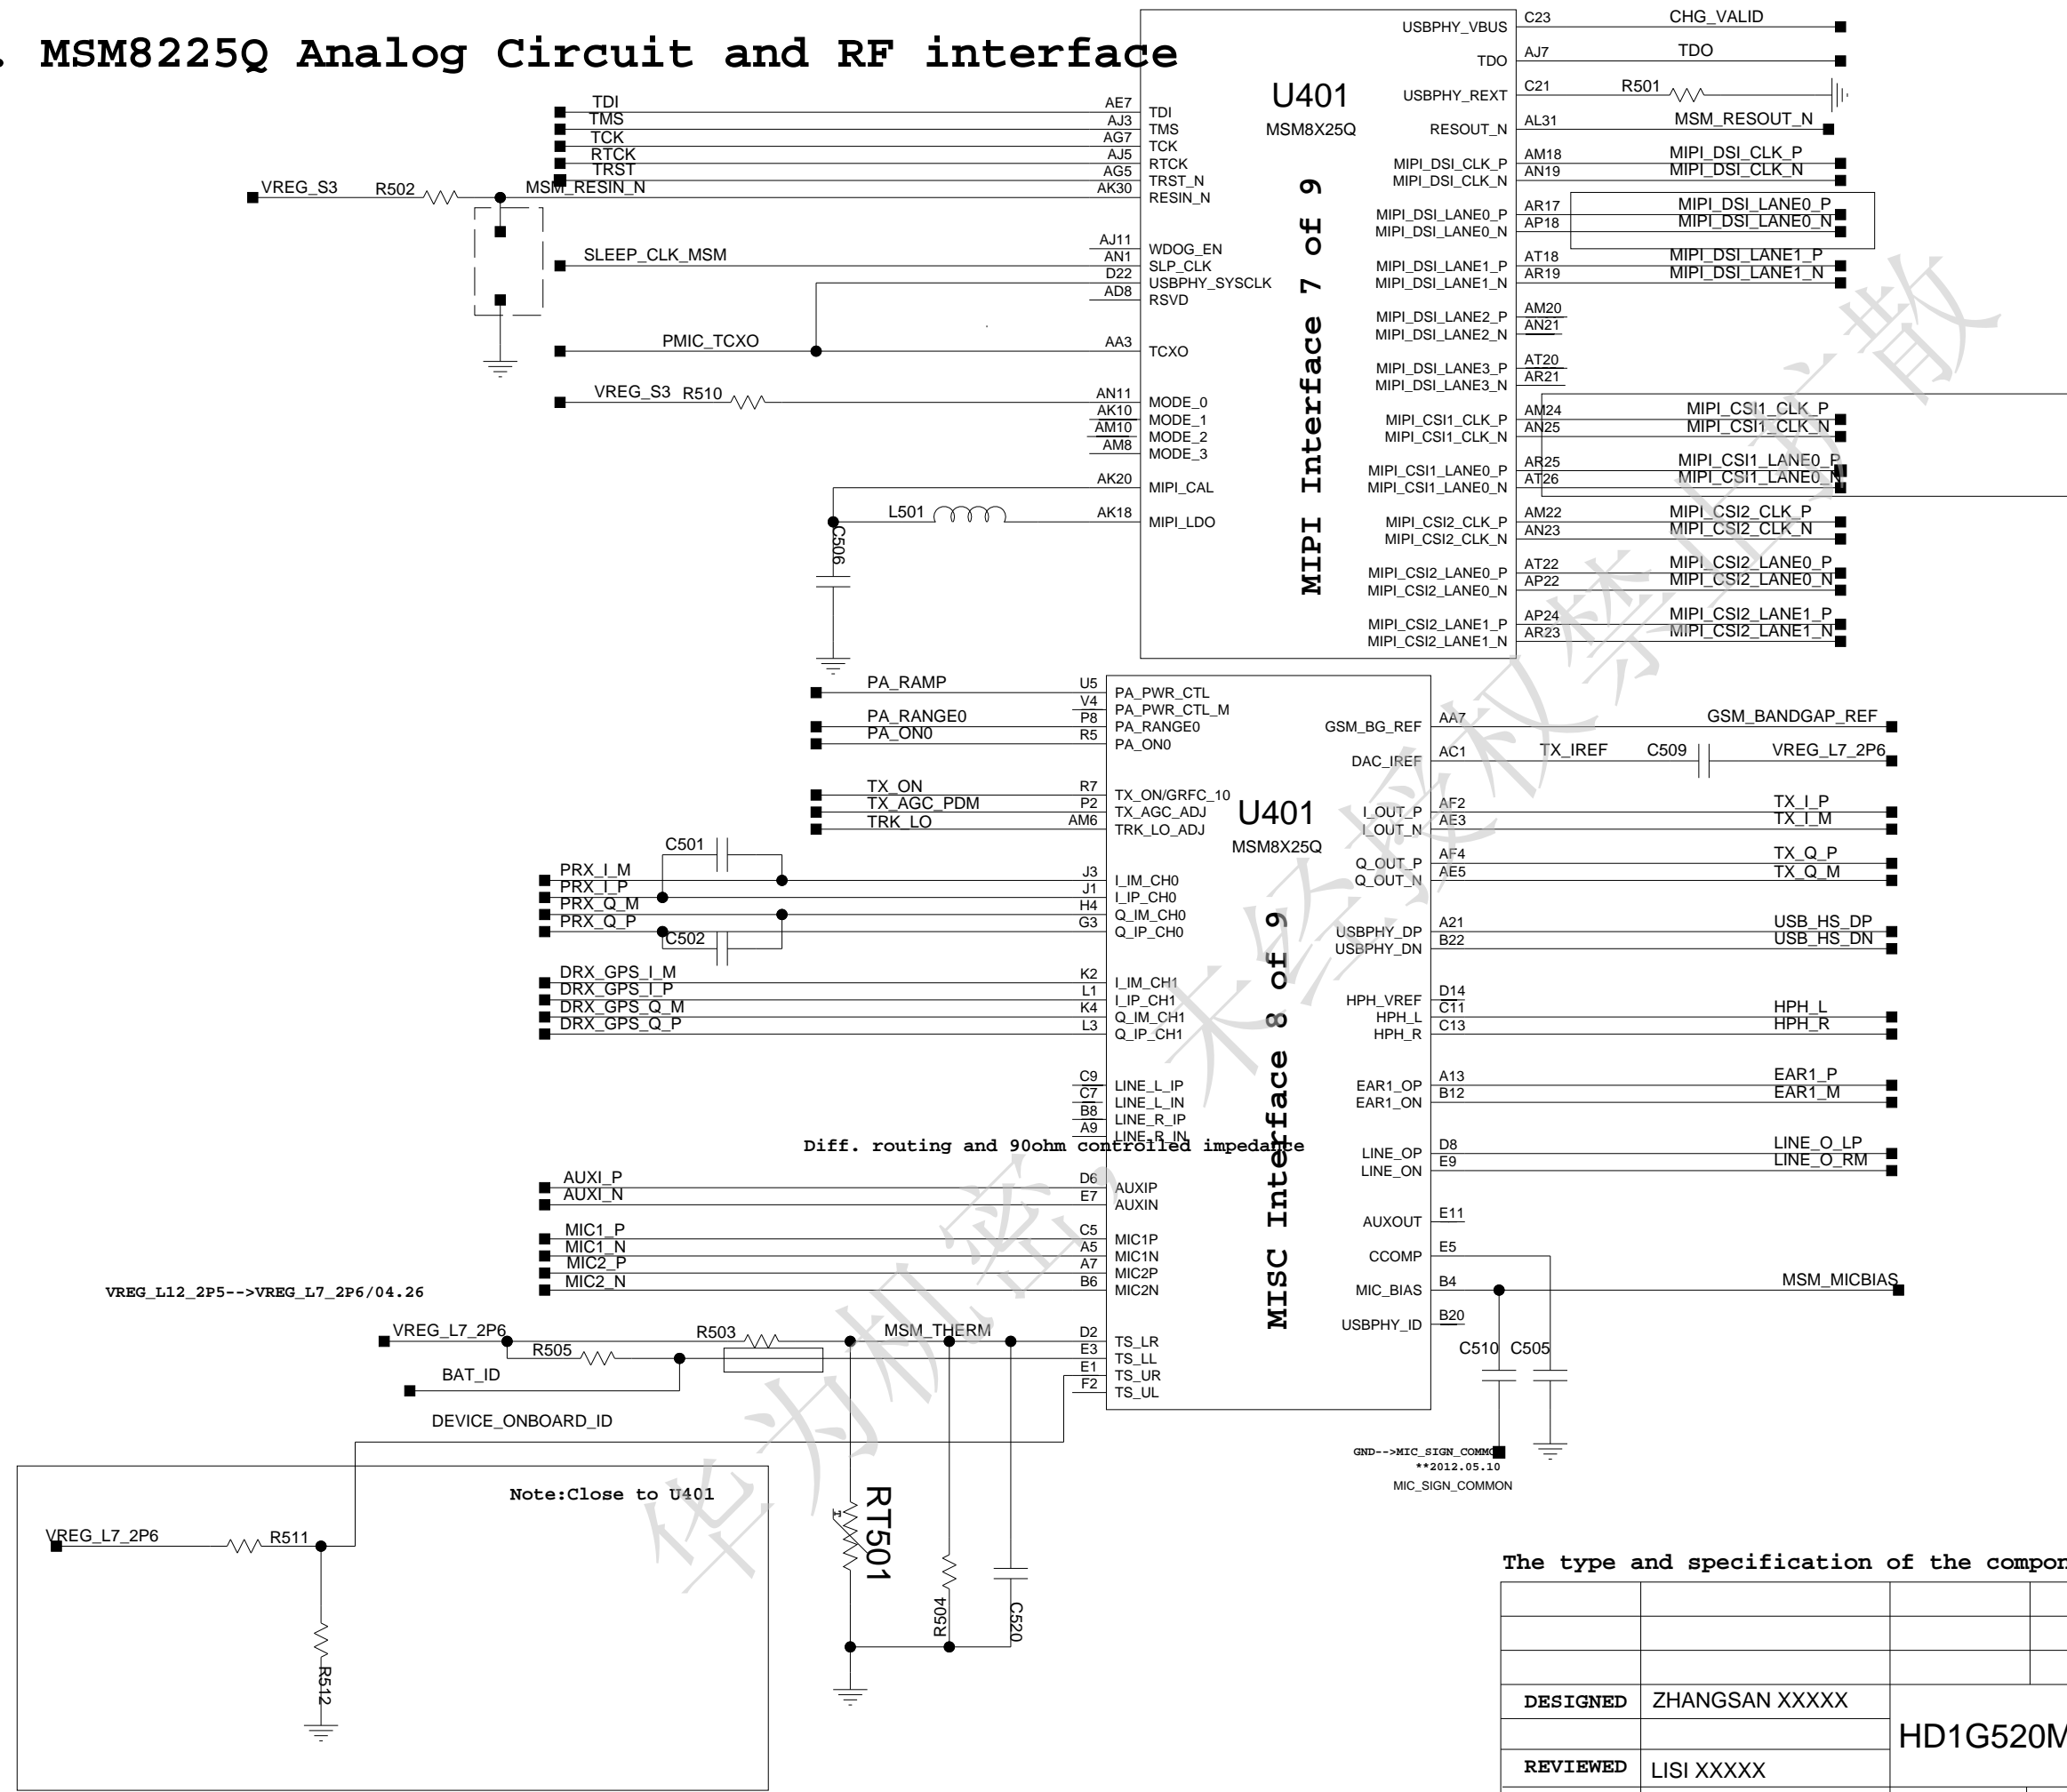 . MSM8225Q Analog Circuit and RF interface
U401
MSM8X25Q
MIPI Interface 7 of 9
TDI AE7 TDI
TMS AJ3 TMS
TCK AG7 TCK
RTCK AJ5 RTCK
TRST AG5 TRST_N
VREG_S3 R502 MSM_RESIN_N AK30 RESIN_N
AJ11 WDOG_EN
SLEEP_CLK_MSM AN1 SLP_CLK
D22 USBPHY_SYSCLK
AD8 RSVD
PMIC_TCXO AA3 TCXO
VREG_S3 R510 AN11 MODE_0
AK10 MODE_1
AM10 MODE_2
AM8 MODE_3
AK20 MIPI_CAL
L501 AK18 MIPI_LDO
C506
USBPHY_VBUS C23 CHG_VALID
TDO AJ7 TDO
USBPHY_REXT C21 R501
RESOUT_N AL31 MSM_RESOUT_N
MIPI_DSI_CLK_P AM18 MIPI_DSI_CLK_P
MIPI_DSI_CLK_N AN19 MIPI_DSI_CLK_N
MIPI_DSI_LANE0_P AR17 MIPI_DSI_LANE0_P
MIPI_DSI_LANE0_N AP18 MIPI_DSI_LANE0_N
MIPI_DSI_LANE1_P AT18 MIPI_DSI_LANE1_P
MIPI_DSI_LANE1_N AR19 MIPI_DSI_LANE1_N
MIPI_DSI_LANE2_P AM20
MIPI_DSI_LANE2_N AN21
MIPI_DSI_LANE3_P AT20
MIPI_DSI_LANE3_N AR21
MIPI_CSI1_CLK_P AM24 MIPI_CSI1_CLK_P
MIPI_CSI1_CLK_N AN25 MIPI_CSI1_CLK_N
MIPI_CSI1_LANE0_P AR25 MIPI_CSI1_LANE0_P
MIPI_CSI1_LANE0_N AT26 MIPI_CSI1_LANE0_N
MIPI_CSI2_CLK_P AM22 MIPI_CSI2_CLK_P
MIPI_CSI2_CLK_N AN23 MIPI_CSI2_CLK_N
MIPI_CSI2_LANE0_P AT22 MIPI_CSI2_LANE0_P
MIPI_CSI2_LANE0_N AP22 MIPI_CSI2_LANE0_N
MIPI_CSI2_LANE1_P AP24 MIPI_CSI2_LANE1_P
MIPI_CSI2_LANE1_N AR23 MIPI_CSI2_LANE1_N
U401
MSM8X25Q
MISC Interface 8 of 9
PA_RAMP U5 PA_PWR_CTL
V4 PA_PWR_CTL_M
PA_RANGE0 P8 PA_RANGE0
PA_ON0 R5 PA_ON0
TX_ON R7 TX_ON/GRFC_10
TX_AGC_PDM P2 TX_AGC_ADJ
TRK_LO AM6 TRK_LO_ADJ
C501
PRX_I_M J3 I_IM_CH0
PRX_I_P J1 I_IP_CH0
PRX_Q_M H4 Q_IM_CH0
PRX_Q_P G3 Q_IP_CH0
C502
DRX_GPS_I_M K2 I_IM_CH1
DRX_GPS_I_P L1 I_IP_CH1
DRX_GPS_Q_M K4 Q_IM_CH1
DRX_GPS_Q_P L3 Q_IP_CH1
C9 LINE_L_IP
C7 LINE_L_IN
B8 LINE_R_IP
A9 LINE_R_IN
Diff. routing and 90ohm controlled impedance
AUXI_P D6 AUXIP
AUXI_N E7 AUXIN
MIC1_P C5 MIC1P
MIC1_N A5 MIC1N
MIC2_P A7 MIC2P
MIC2_N B6 MIC2N
VREG_L12_2P5-->VREG_L7_2P6/04.26
VREG_L7_2P6 R503 MSM_THERM D2 TS_LR
R505 E3 TS_LL
BAT_ID E1 TS_UR
F2 TS_UL
DEVICE_ONBOARD_ID
GSM_BG_REF AA7 GSM_BANDGAP_REF
DAC_IREF AC1 TX_IREF C509 VREG_L7_2P6
I_OUT_P AF2 TX_I_P
I_OUT_N AE3 TX_I_M
Q_OUT_P AF4 TX_Q_P
Q_OUT_N AE5 TX_Q_M
USBPHY_DP A21 USB_HS_DP
USBPHY_DN B22 USB_HS_DN
HPH_VREF D14
HPH_L C11 HPH_L
HPH_R C13 HPH_R
EAR1_OP A13 EAR1_P
EAR1_ON B12 EAR1_M
LINE_OP D8 LINE_O_LP
LINE_ON E9 LINE_O_RM
AUXOUT E11
CCOMP E5
MIC_BIAS B4 MSM_MICBIAS
USBPHY_ID B20
C510 C505
GND-->MIC_SIGN_COMMO
**2012.05.10
MIC_SIGN_COMMON
Note:Close to U401
VREG_L7_2P6 R511
R512
RT501
R504
C520
华为机密，未经授权禁止扩散
The type and specification of the compon
DESIGNED ZHANGSAN XXXXX
HD1G520M
REVIEWED LISI XXXXX